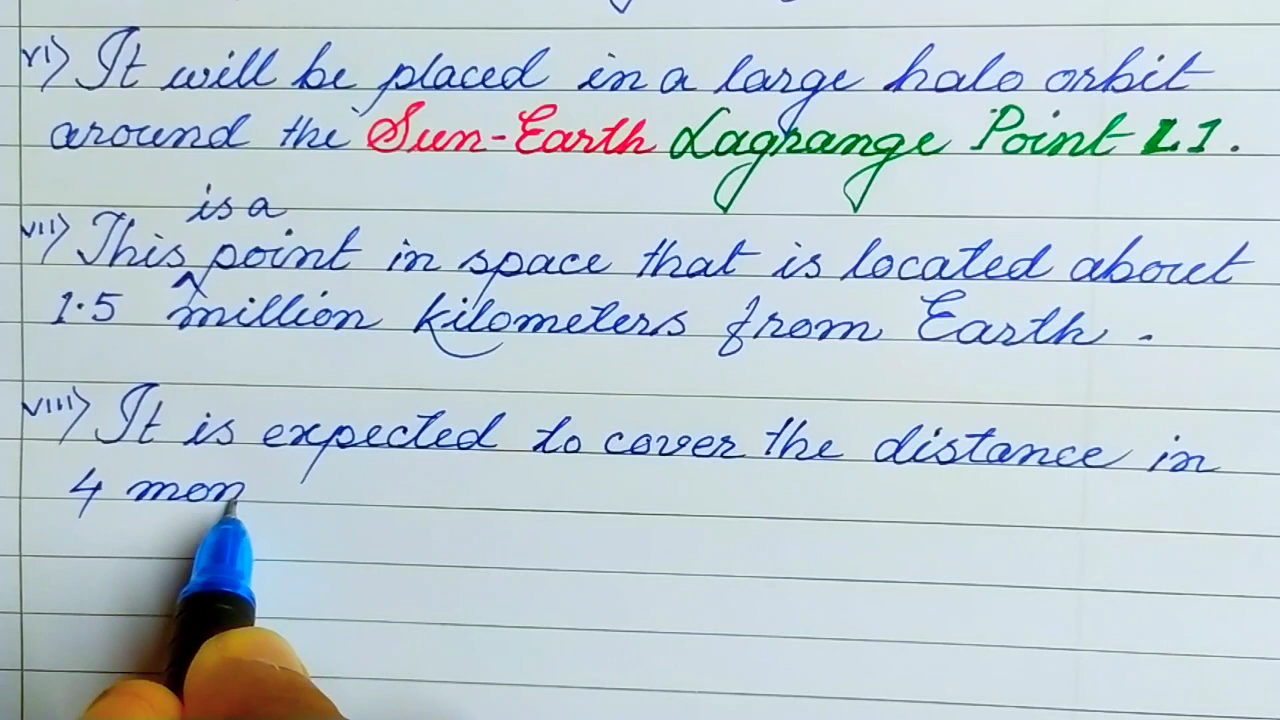 vi) It will be placed in a large halo orbit
around the Sun-Earth Lagrange Point L1.
is a
vii) This point in space that is located about
1.5 million kilometers from Earth.
viii) It is expected to cover the distance in
4 mon